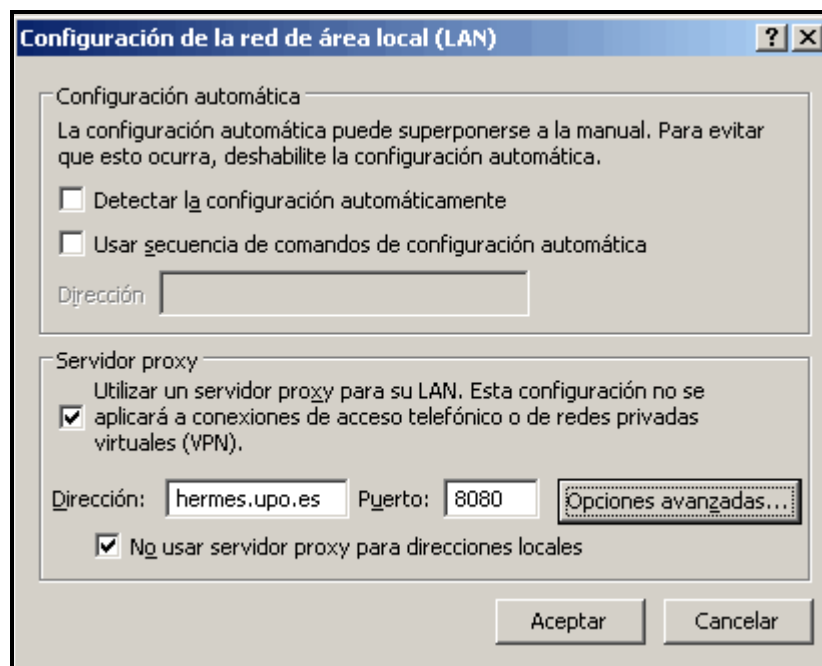 Configuración de la red de área local (LAN)
Configuración automática
La configuración automática puede superponerse a la manual. Para evitar
que esto ocurra, deshabilite la configuración automática.
Detectar la configuración automáticamente
Usar secuencia de comandos de configuración automática
Dirección
Servidor proxy
Utilizar un servidor proxy para su LAN. Esta configuración no se
aplicará a conexiones de acceso telefónico o de redes privadas
virtuales (VPN).
Dirección: hermes.upo.es Puerto: 8080 Opciones avanzadas...
No usar servidor proxy para direcciones locales
Aceptar Cancelar